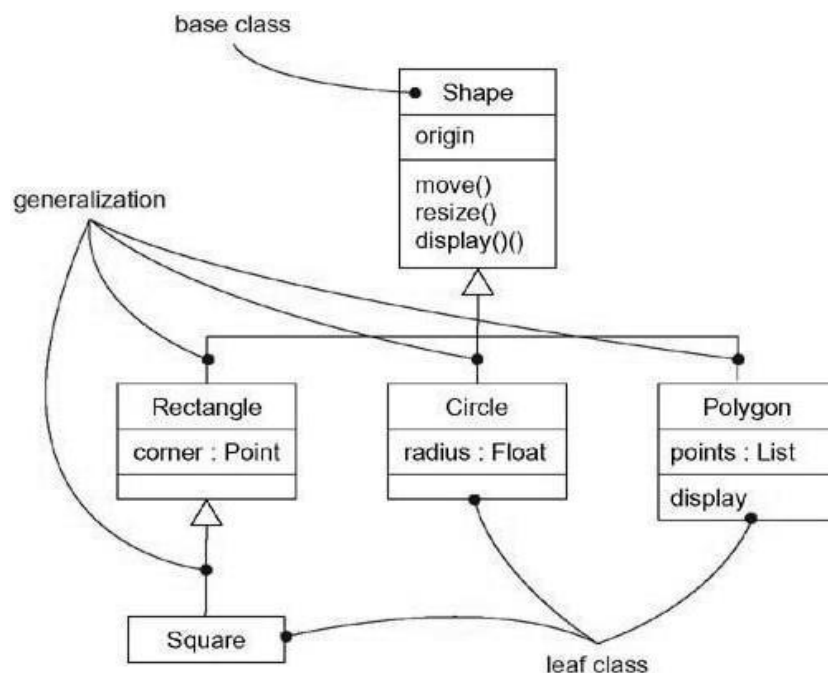 base class
Shape
origin
move()
resize()
display()()
generalization
Rectangle
corner : Point
Circle
radius : Float
Polygon
points : List
display
Square
leaf class